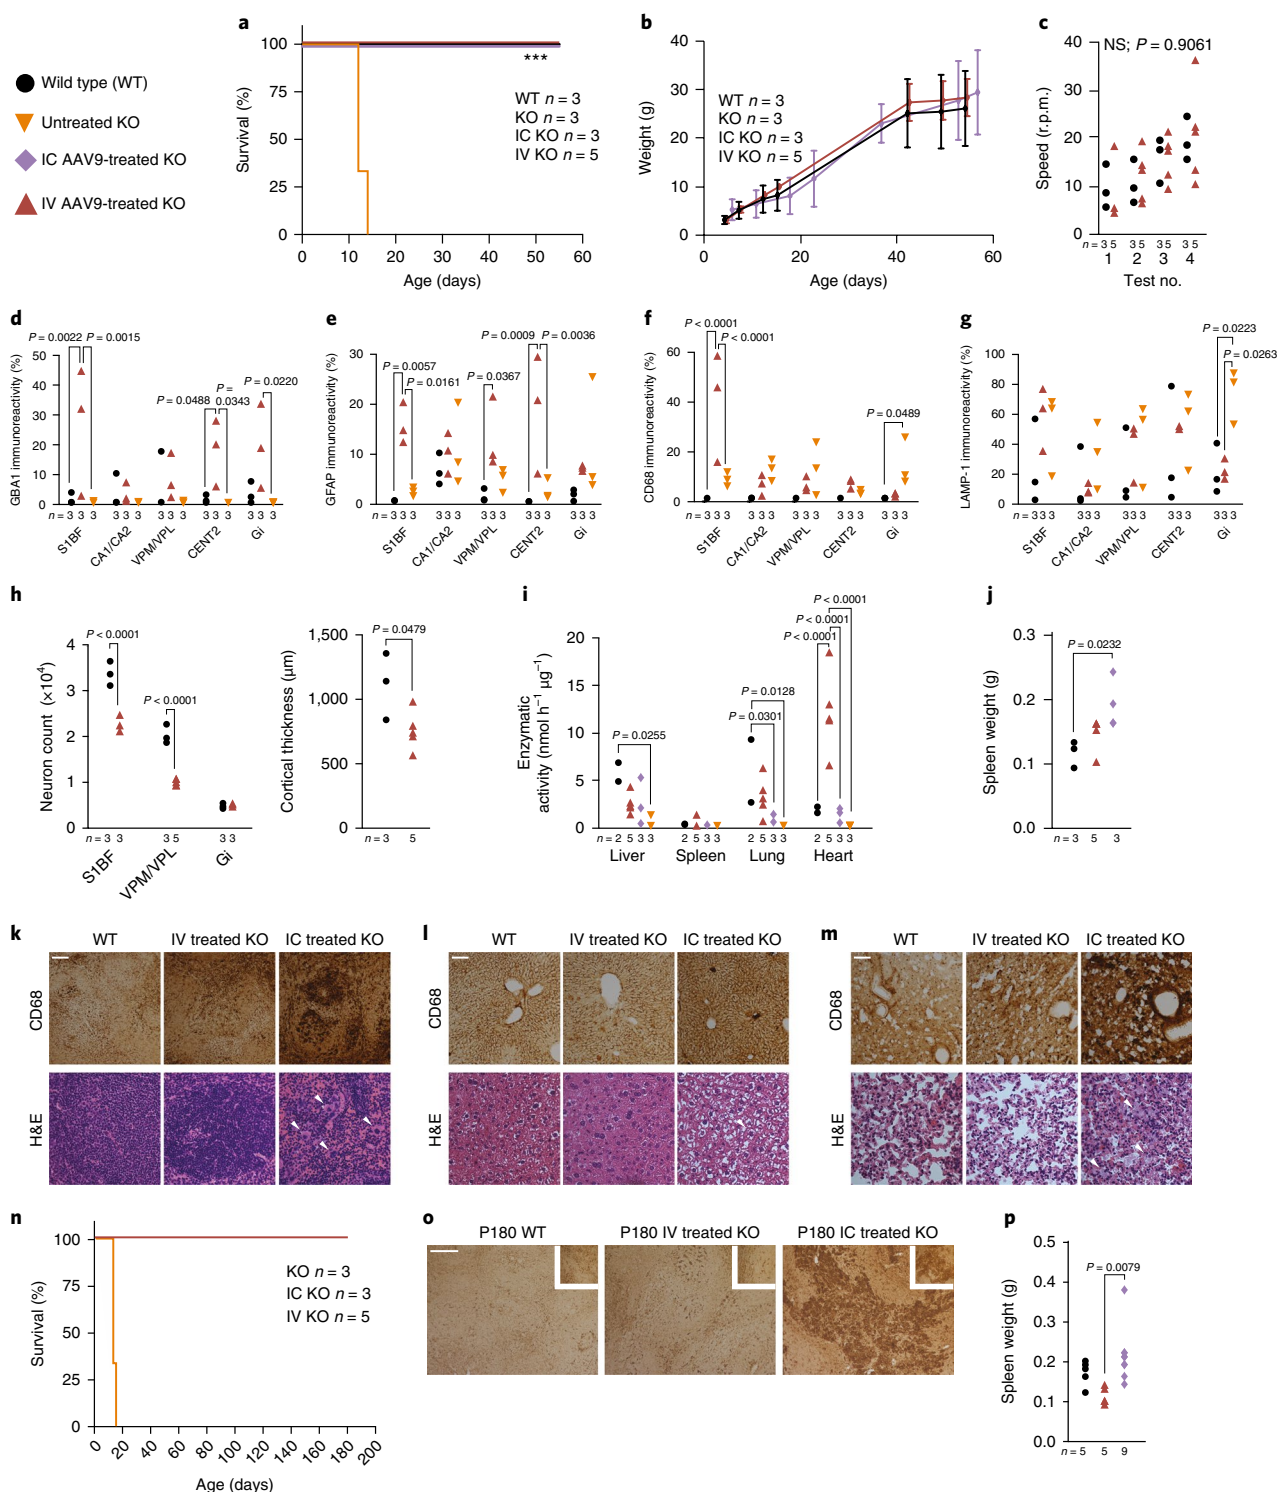 Wild type (WT)
Untreated KO
IC AAV9-treated KO
IV AAV9-treated KO
a
Survival (%)
100
75
50
25
0
***
WT n = 3
KO n = 3
IC KO n = 3
IV KO n = 5
0 10 20 30 40 50 60
Age (days)
b
Weight (g)
40
30
20
10
0
WT n = 3
KO n = 3
IC KO n = 3
IV KO n = 5
0 20 40 60
Age (days)
c
NS; P = 0.9061
Speed (r.p.m.)
40
30
20
10
0
n = 3 5 3 5 3 5 3 5
1 2 3 4
Test no.
d
P = 0.0022 P = 0.0015
P = 0.0488 P = 0.0343
P = 0.0220
GBA1 immunoreactivity (%)
50
40
30
20
10
0
n = 3 3 3 3 3 3 3 3 3 3 3 3 3 3 3
S1BF CA1/CA2 VPM/VPL CENT2 Gi
e
P = 0.0057
P = 0.0161
P = 0.0367
P = 0.0009 P = 0.0036
GFAP immunoreactivity (%)
30
20
10
0
n = 3 3 3 3 3 3 3 3 3 3 3 3 3 3 3
S1BF CA1/CA2 VPM/VPL CENT2 Gi
f
P < 0.0001
P < 0.0001
P = 0.0489
CD68 immunoreactivity (%)
60
40
20
0
n = 3 3 3 3 3 3 3 3 3 3 3 3 3 3 3
S1BF CA1/CA2 VPM/VPL CENT2 Gi
g
P = 0.0223
P = 0.0263
LAMP-1 immunoreactivity (%)
100
80
60
40
20
0
n = 3 3 3 3 3 3 3 3 3 3 3 3 3 3 3
S1BF CA1/CA2 VPM/VPL CENT2 Gi
h
P < 0.0001
P < 0.0001
Neuron count (×10⁴)
4
3
2
1
0
n = 3 3 3 5 3 3
S1BF VPM/VPL Gi
P = 0.0479
Cortical thickness (µm)
1,500
1,000
500
0
n = 3 5
i
P < 0.0001
P < 0.0001
P < 0.0001
P = 0.0128
P = 0.0301
P = 0.0255
Enzymatic
activity (nmol h⁻¹ µg⁻¹)
20
15
10
5
0
n = 2 5 3 3 2 5 3 3 2 5 3 3 2 5 3 3
Liver Spleen Lung Heart
j
P = 0.0232
Spleen weight (g)
0.3
0.2
0.1
0.0
n = 3 5 3
k
WT IV treated KO IC treated KO
CD68
H&E
l
WT IV treated KO IC treated KO
CD68
H&E
m
WT IV treated KO IC treated KO
CD68
H&E
n
Survival (%)
100
75
50
25
0
KO n = 3
IC KO n = 3
IV KO n = 5
0 20 40 60 80 100 120 140 160 180 200
Age (days)
o
P180 WT P180 IV treated KO P180 IC treated KO
p
P = 0.0079
Spleen weight (g)
0.5
0.4
0.3
0.2
0.1
0.0
n = 5 5 9